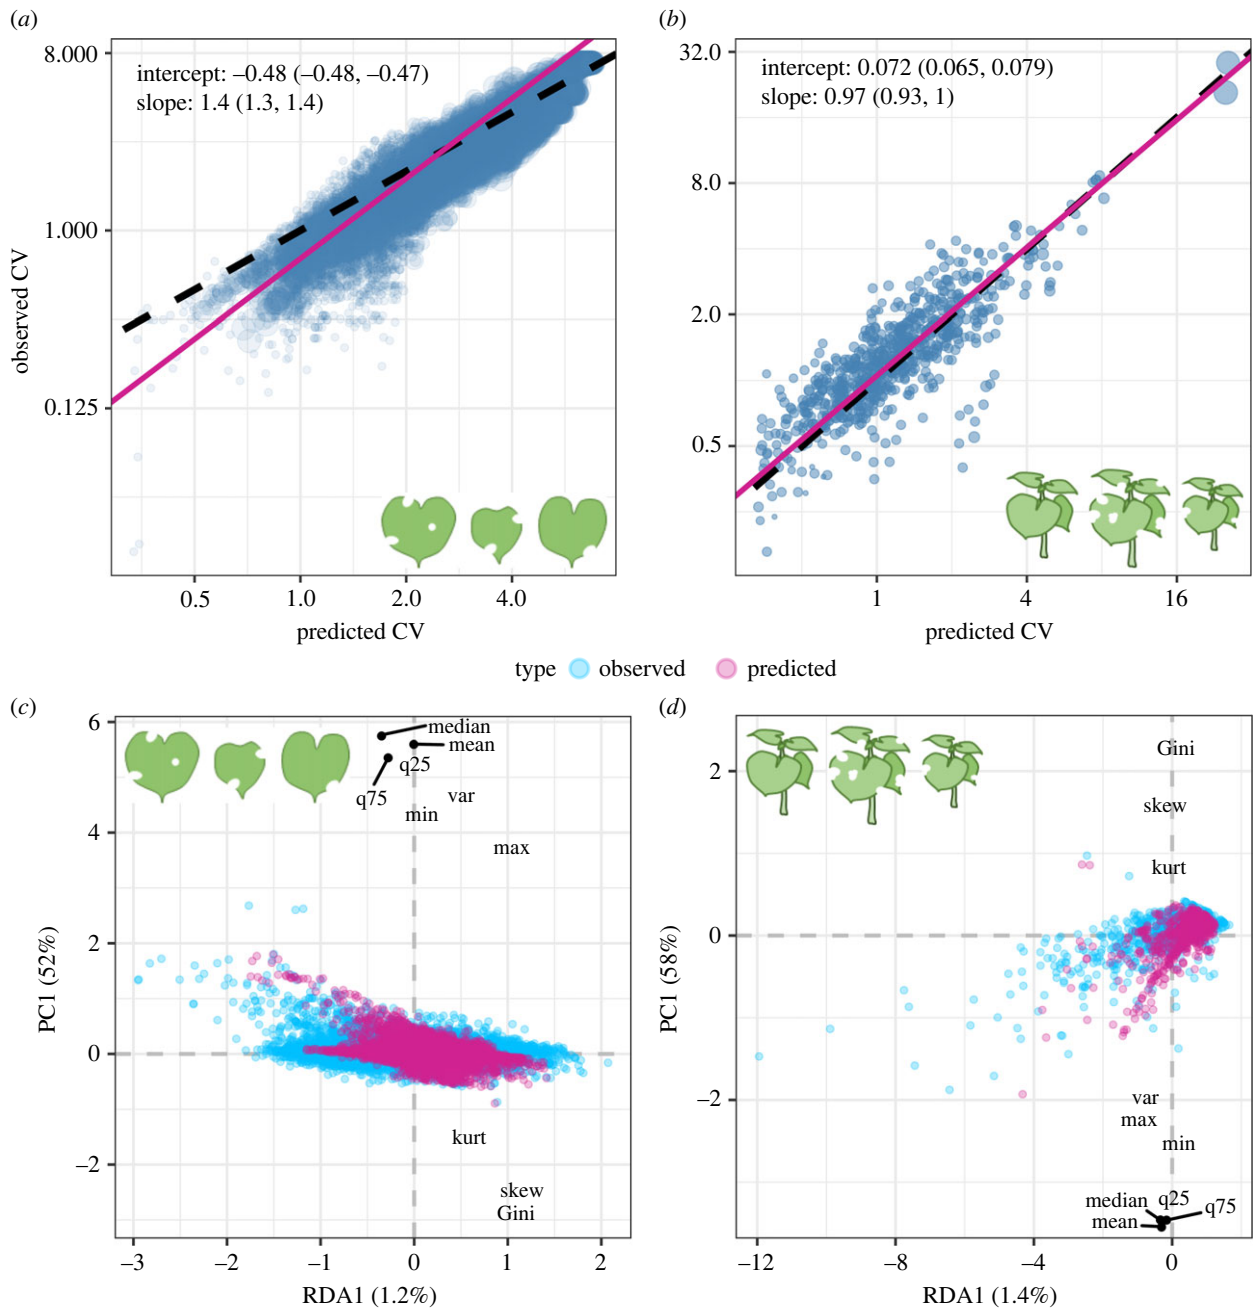 (a)
intercept: –0.48 (–0.48, –0.47)
slope: 1.4 (1.3, 1.4)
8.000
1.000
0.125
observed CV
0.5 1.0 2.0 4.0
predicted CV
(b)
intercept: 0.072 (0.065, 0.079)
slope: 0.97 (0.93, 1)
32.0
8.0
2.0
0.5
1 4 16
predicted CV
type observed predicted
(c)
6
4
2
0
–2
PC1 (52%)
median
mean
q25
q75
var
min
max
kurt
skew
Gini
–3 –2 –1 0 1 2
RDA1 (1.2%)
(d)
2
0
–2
PC1 (58%)
Gini
skew
kurt
var
max
min
median q25
q75
mean
–12 –8 –4 0
RDA1 (1.4%)